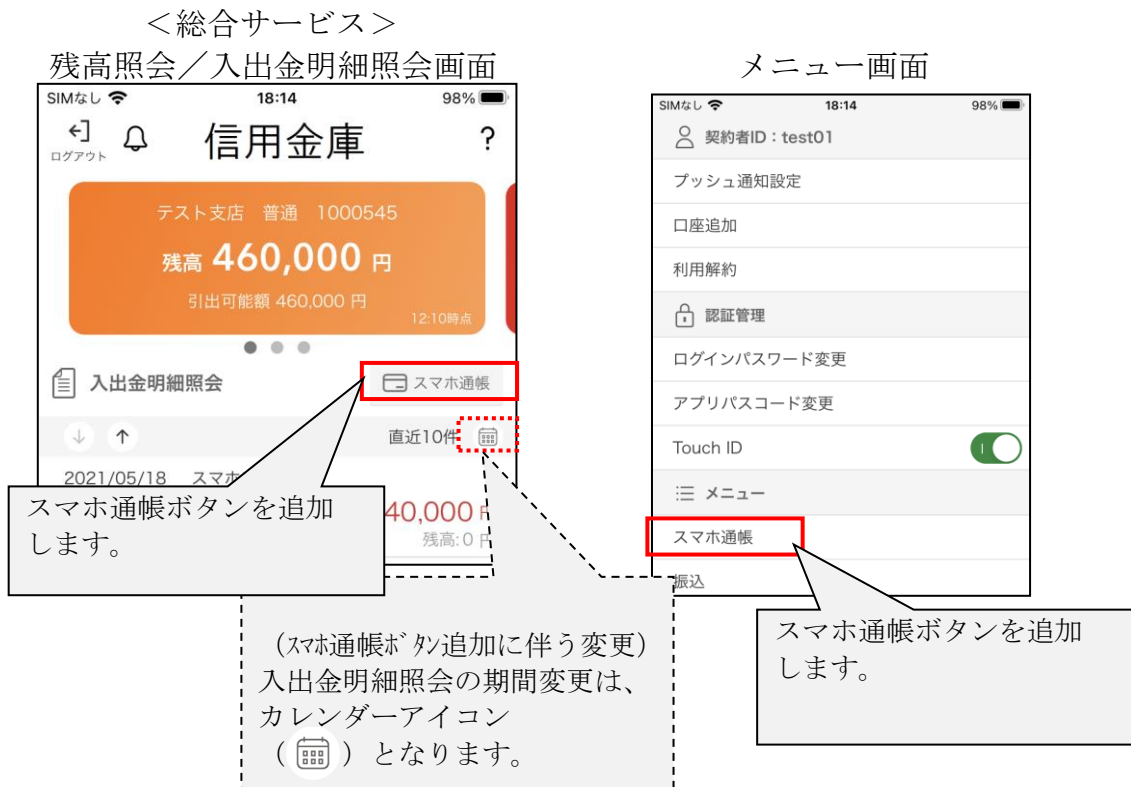 ＜総合サービス＞
残高照会／入出金明細照会画面
SIMなし 18:14 98%
ログアウト
信用金庫 ?
テスト支店 普通 1000545
残高 460,000 円
引出可能額 460,000 円
12:10時点
入出金明細照会 スマホ通帳
↓ ↑ 直近10件
2021/05/18 スマホ
40,000
残高:0 円
スマホ通帳ボタンを追加
します。
（ｽﾏﾎ通帳ﾎﾞﾀﾝ追加に伴う変更）
入出金明細照会の期間変更は、
カレンダーアイコン
（ ）となります。
メニュー画面
SIMなし 18:14 98%
契約者ID：test01
プッシュ通知設定
口座追加
利用解約
認証管理
ログインパスワード変更
アプリパスコード変更
Touch ID
メニュー
スマホ通帳
振込
スマホ通帳ボタンを追加
します。